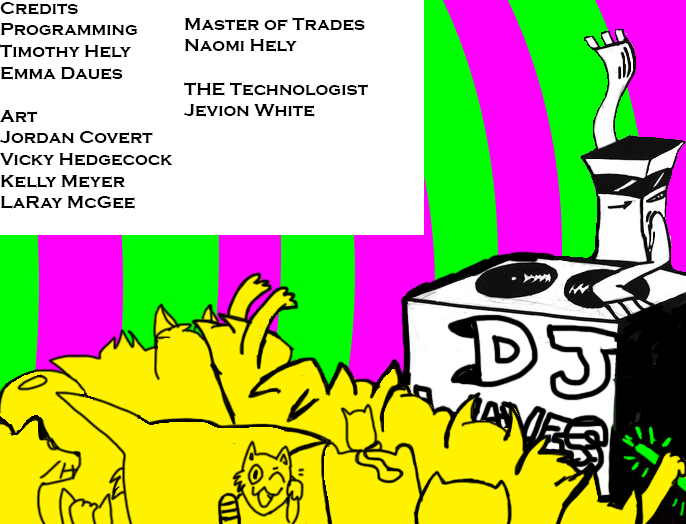 Credits
Programming
Timothy Hely
Emma Daues
Art
Jordan Covert
Vicky Hedgecock
Kelly Meyer
LaRay McGee
Master of Trades
Naomi Hely
THE Technologist
Jevion White
DJ